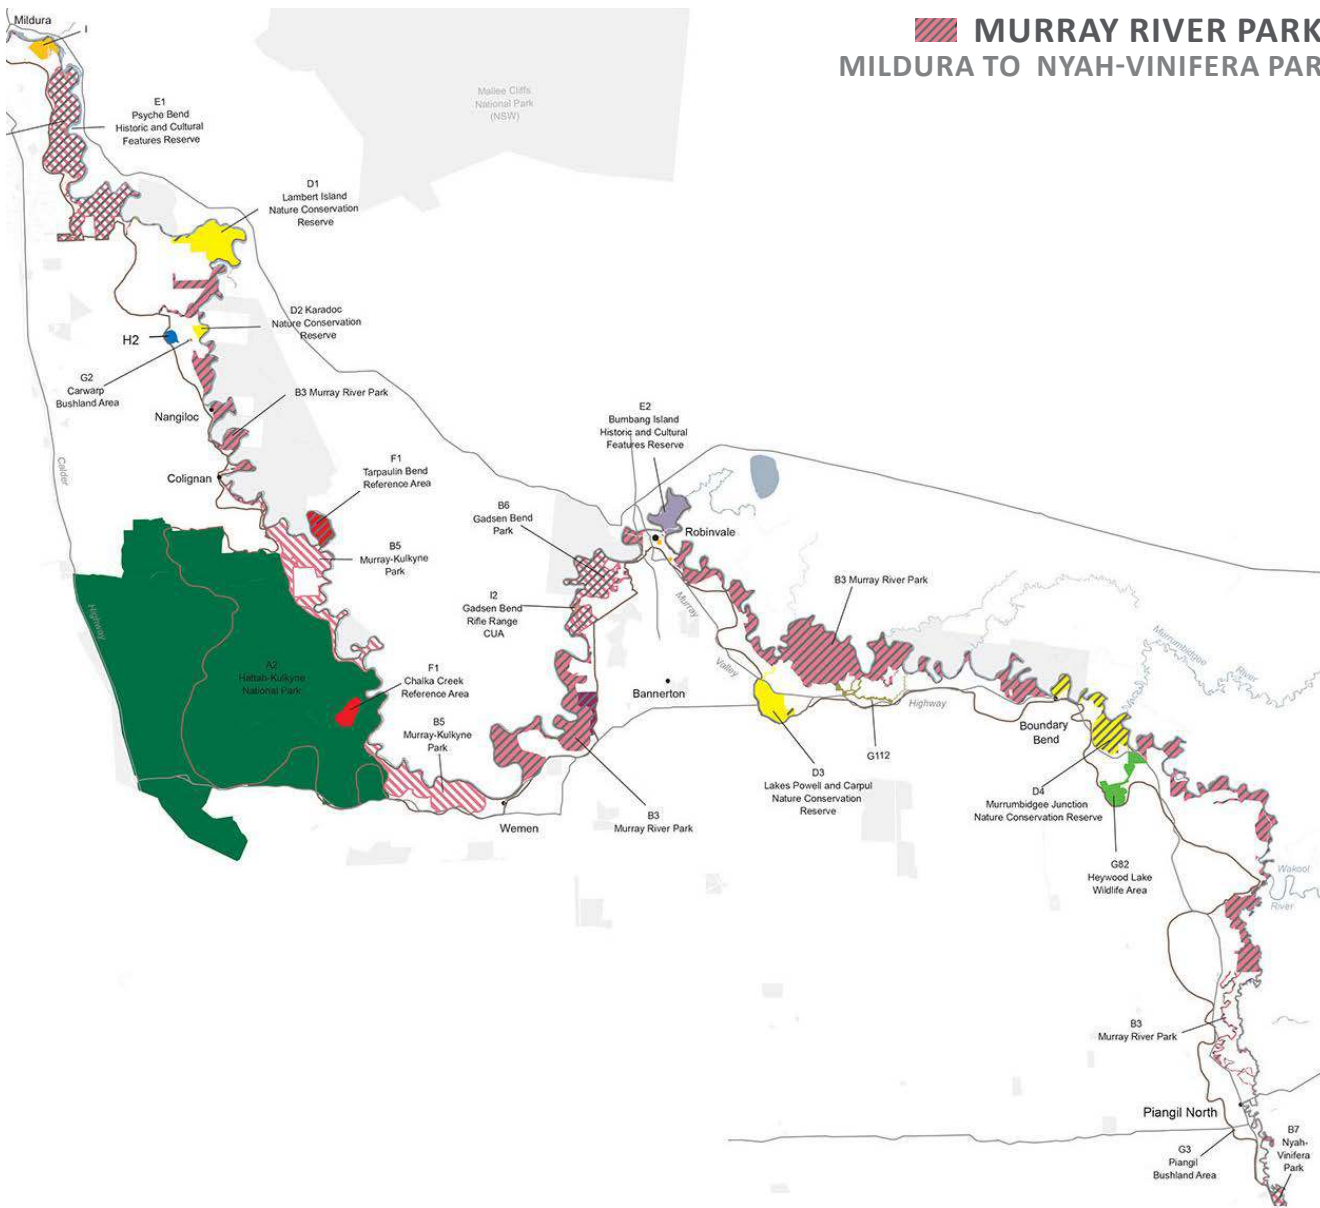 MURRAY RIVER PARK
MILDURA TO NYAH-VINIFERA PAR
Mildura
I
Mallee Cliffs
National Park
(NSW)
E1
Psyche Bend
Historic and Cultural
Features Reserve
D1
Lambert Island
Nature Conservation
Reserve
D2 Karadoc
Nature Conservation
Reserve
H2
G2
Carwarp
Bushland Area
B3 Murray River Park
Nangiloc
Calder
Colignan
F1
Tarpaulin Bend
Reference Area
E2
Bumbang Island
Historic and Cultural
Features Reserve
B6
Gadsen Bend
Park
Robinvale
B5
Murray-Kulkyne
Park
Highway
I2
Gadsen Bend
Rifle Range
CUA
Murray
B3 Murray River Park
Murrumbidgee
River
A2
Hattah-Kulkyne
National Park
F1
Chalka Creek
Reference Area
Bannerton
Valley
Highway
B5
Murray-Kulkyne
Park
Boundary
Bend
G112
D3
Lakes Powell and Carpul
Nature Conservation
Reserve
D4
Murrumbidgee Junction
Nature Conservation Reserve
Wemen
B3
Murray River Park
G82
Heywood Lake
Wildlife Area
Wakool
River
B3
Murray River Park
Piangil North
G3
Piangil
Bushland Area
B7
Nyah-
Vinifera
Park